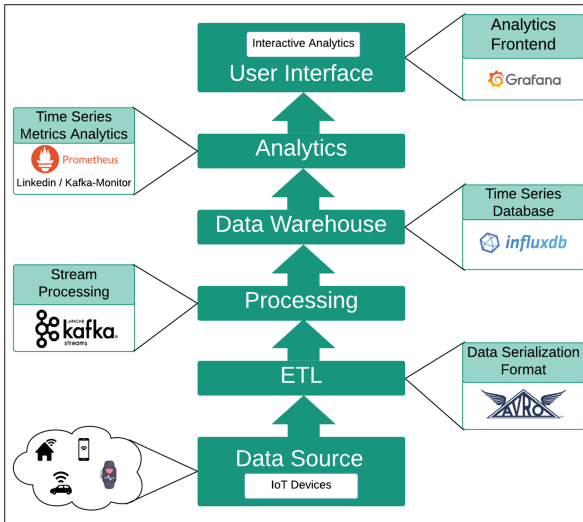 Interactive Analytics
User Interface
Analytics
Frontend
Grafana
Time Series
Metrics Analytics
Prometheus
Linkedin / Kafka-Monitor
Analytics
Data Warehouse
Time Series
Database
influxdb
Stream
Processing
APACHE
kafka®
streams
Processing
ETL
Data Serialization
Format
AVRO
Data Source
IoT Devices